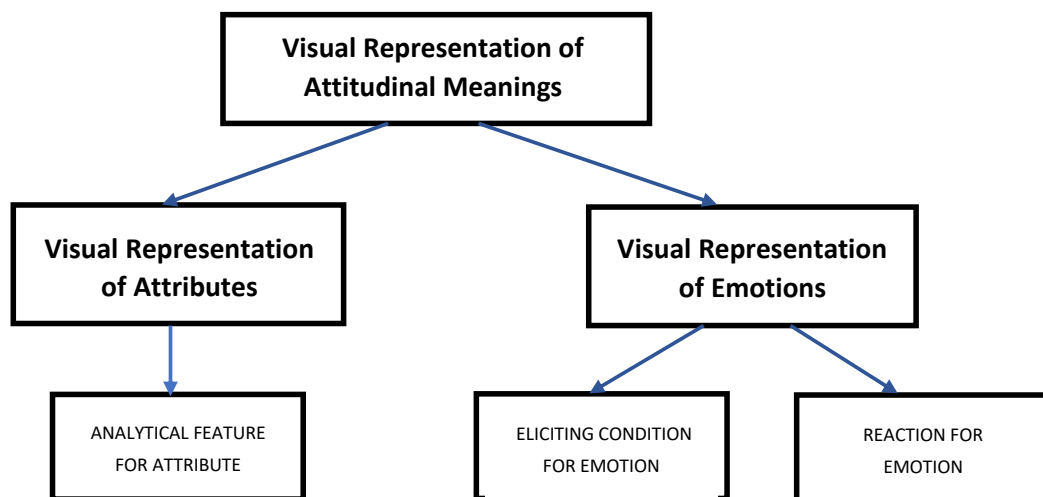 Visual Representation of
Attitudinal Meanings
Visual Representation
of Attributes
Visual Representation
of Emotions
ANALYTICAL FEATURE
FOR ATTRIBUTE
ELICITING CONDITION
FOR EMOTION
REACTION FOR
EMOTION